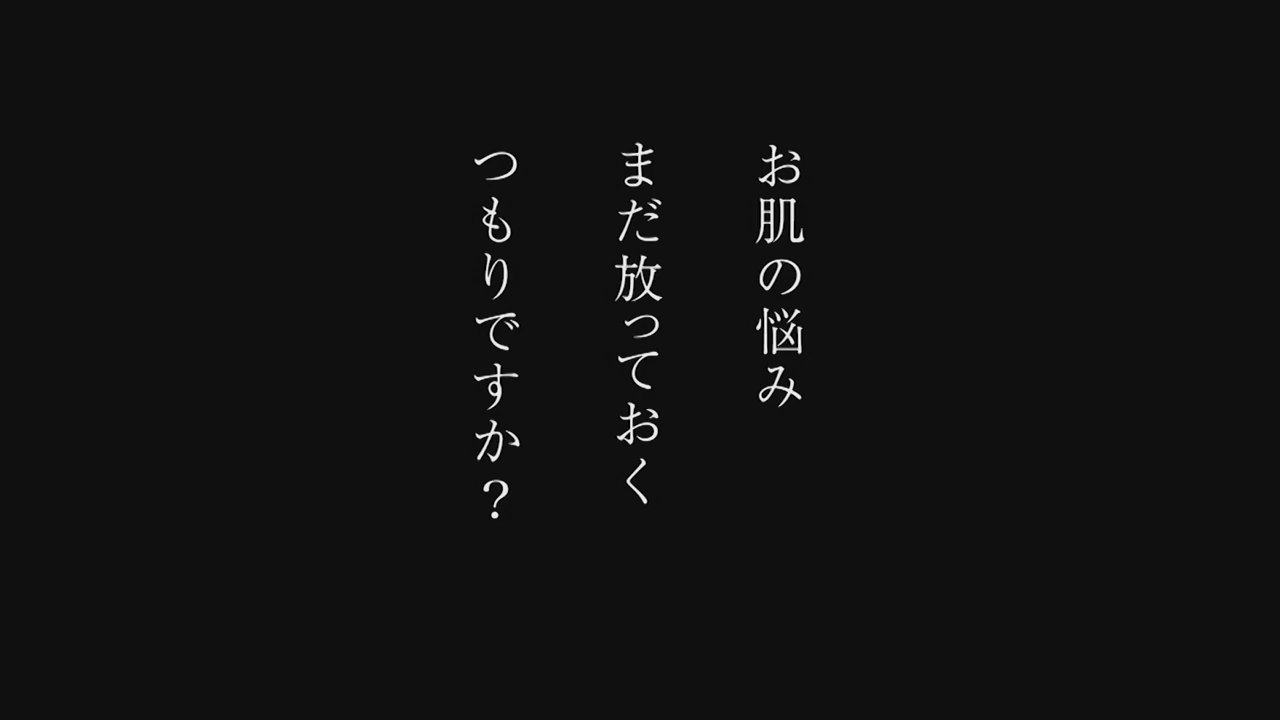 お肌の悩み
まだ放っておく
つもりですか？